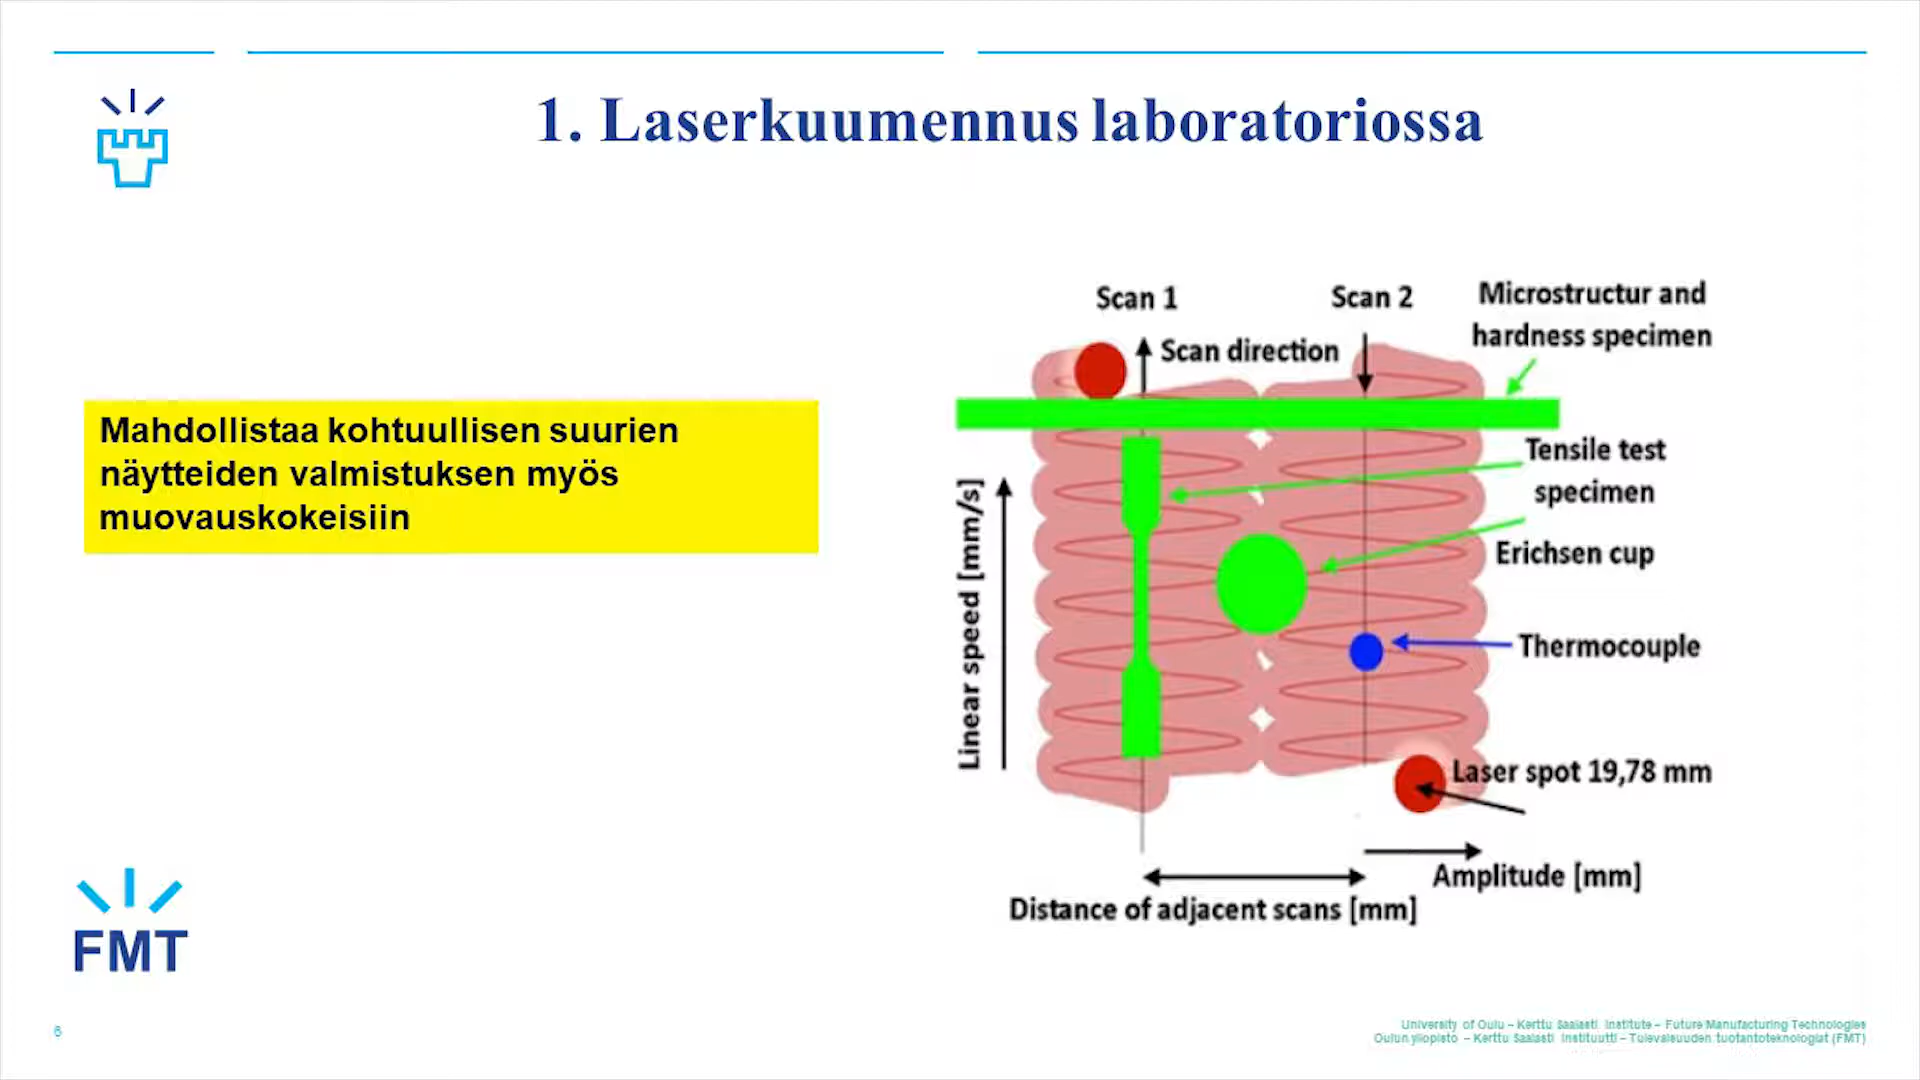 1. Laserkuumennus laboratoriossa
Mahdollistaa kohtuullisen suurien
näytteiden valmistuksen myös
muovauskokeisiin
Scan 1
Scan 2
Microstructur and
hardness specimen
Scan direction
Tensile test
specimen
Erichsen cup
Linear speed [mm/s]
Thermocouple
Laser spot 19,78 mm
Amplitude [mm]
Distance of adjacent scans [mm]
FMT
6
University of Oulu – Kerttu Saalasti Institute – Future Manufacturing Technologies
Oulun yliopisto – Kerttu Saalasti Instituutti – Tulevaisuuden tuotantoteknologiat (FMT)